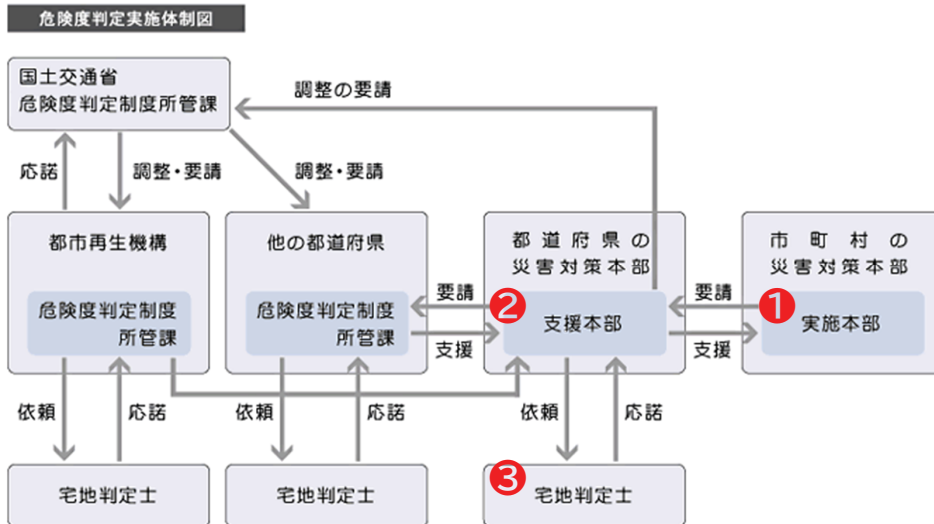 危険度判定実施体制図
国土交通省
危険度判定制度所管課
調整の要請
応諾
調整・要請
調整・要請
都市再生機構
他の都道府県
都道府県の
災害対策本部
市町村の
災害対策本部
危険度判定制度
所管課
危険度判定制度
所管課
要請
2
支援本部
要請
1
実施本部
支援
支援
依頼
応諾
依頼
応諾
依頼
応諾
宅地判定士
宅地判定士
3
宅地判定士